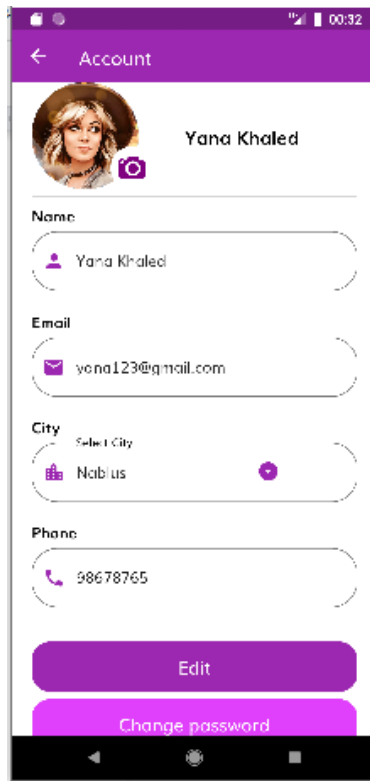 00:32
Account
Yana Khaled
Name
Yana Khaled
Email
yana123@gmail.com
City
Select City
Nablus
Phone
98678765
Edit
Change password